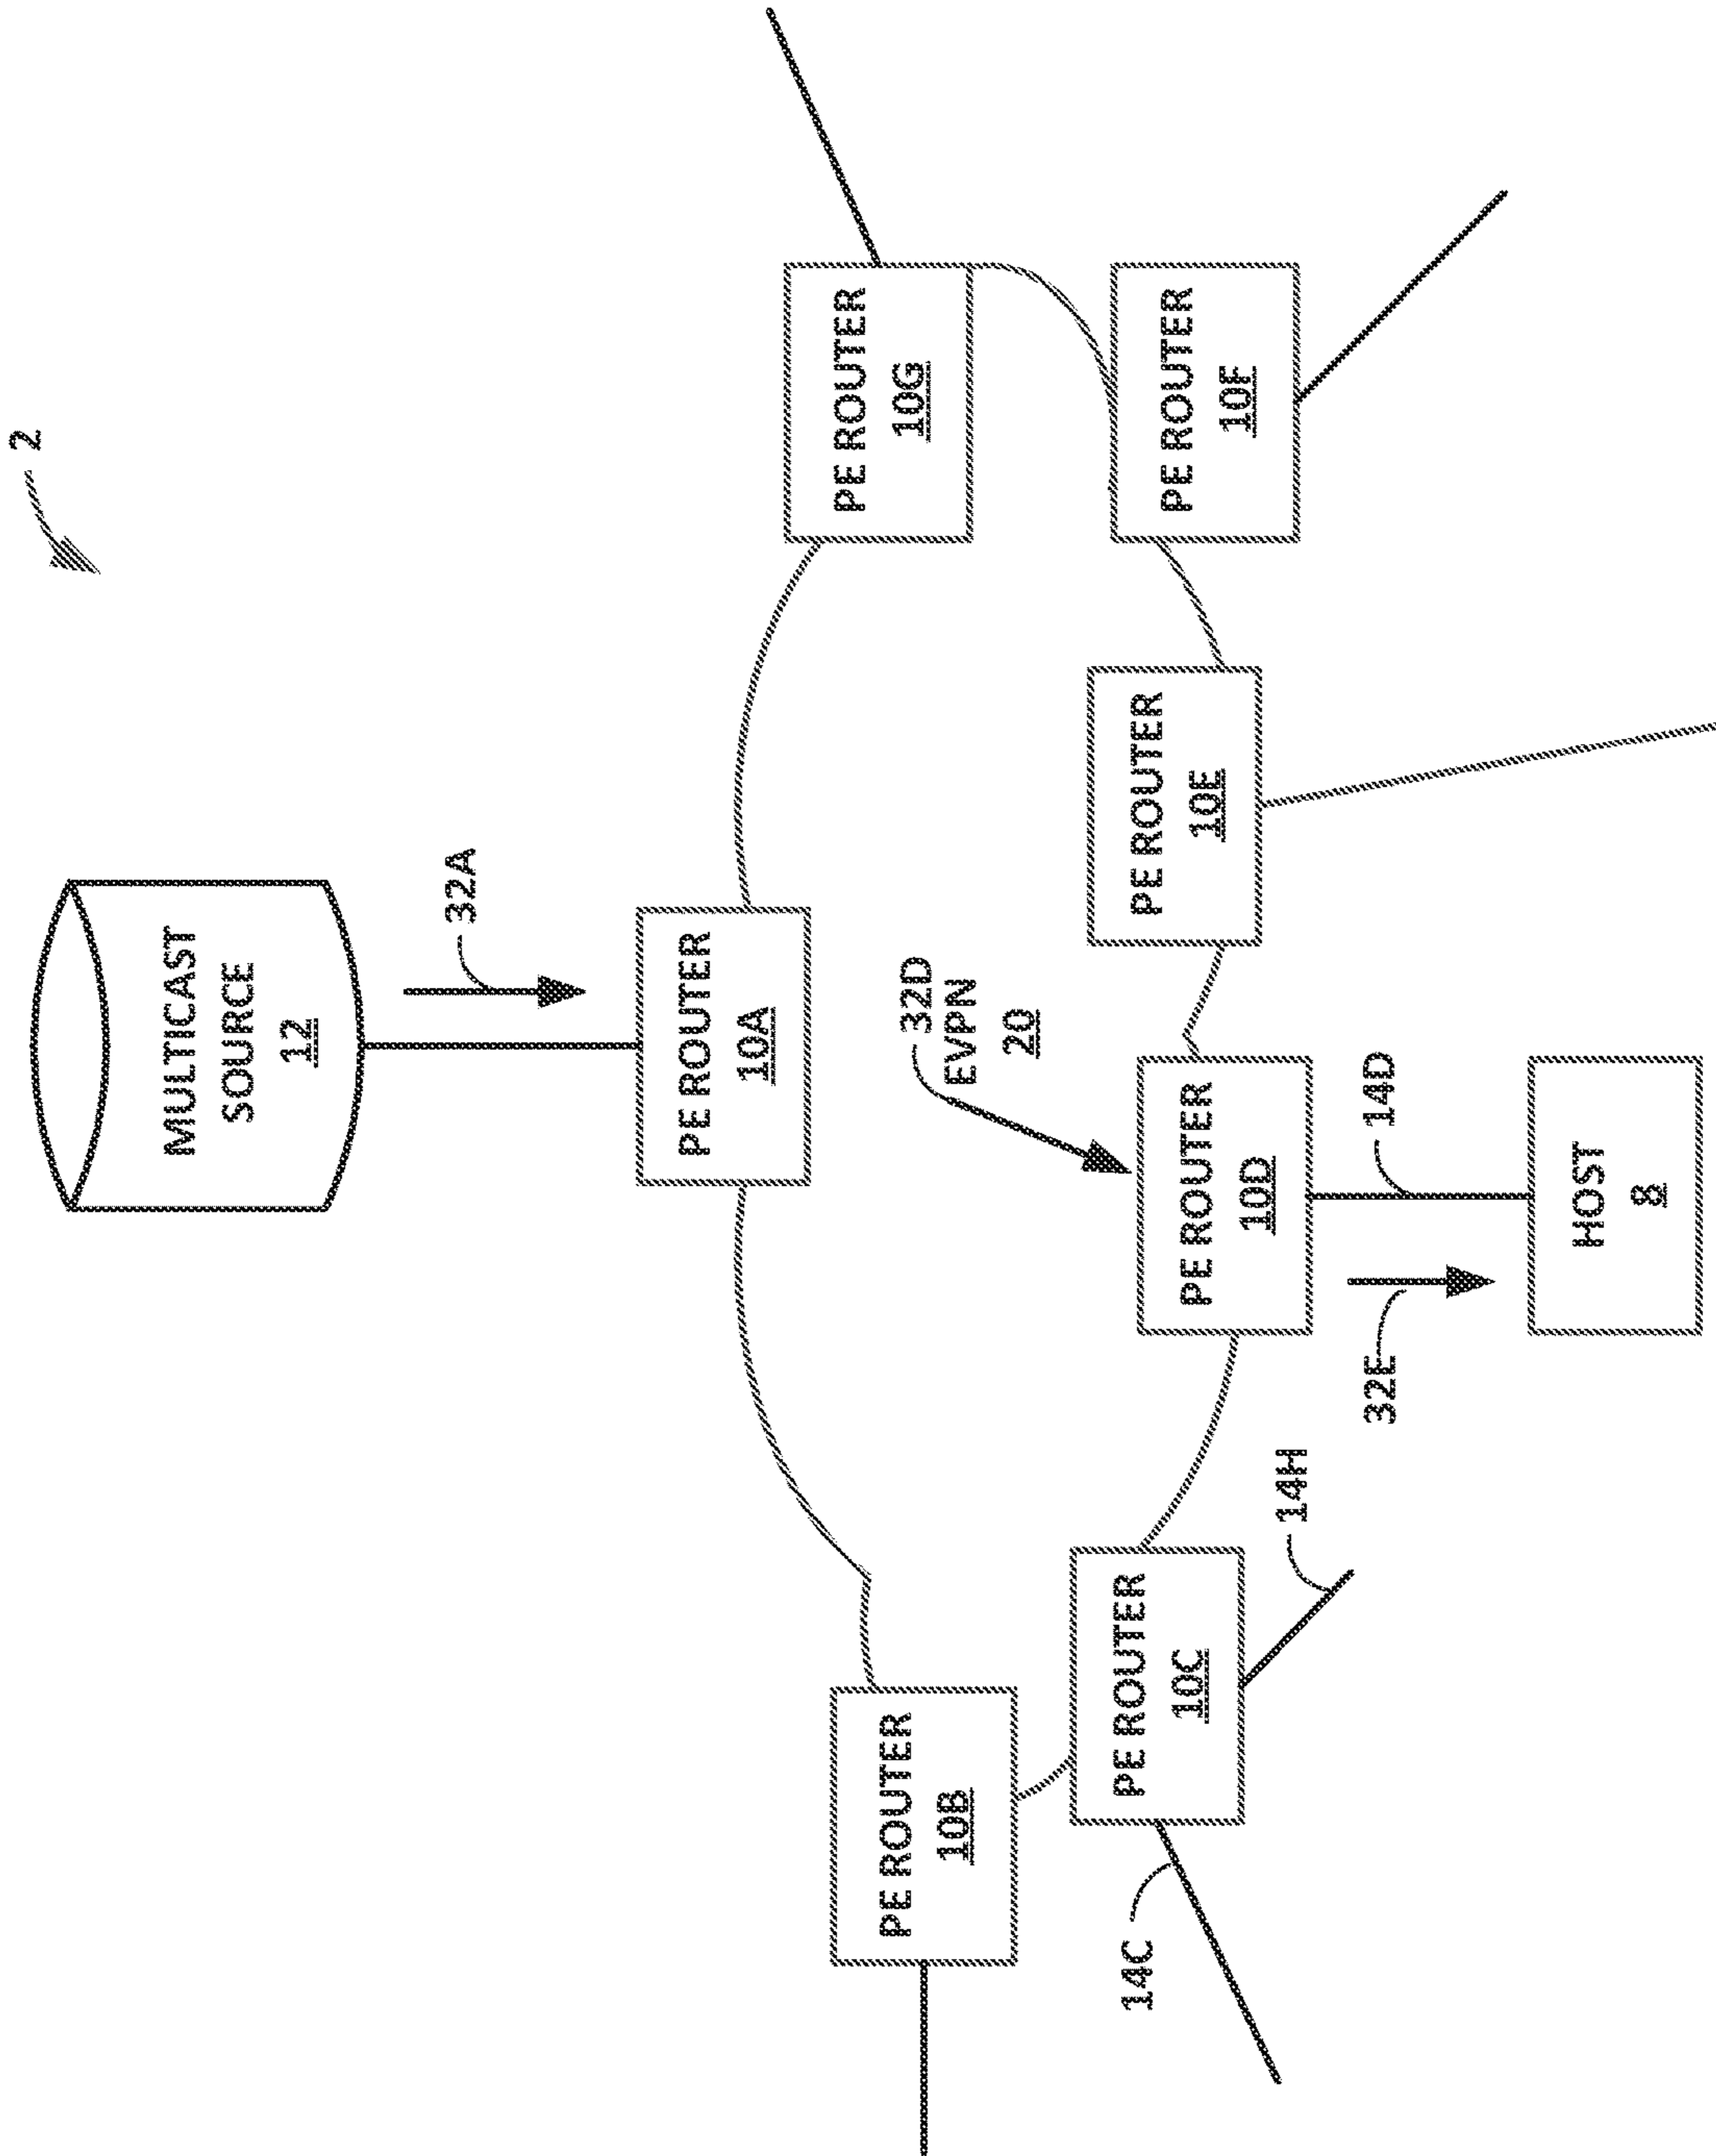 2
MULTICAST
SOURCE
12
32A
PE ROUTER
10A
PE ROUTER
10B
PE ROUTER
10G
32D
EVPN
20
PE ROUTER
10C
PE ROUTER
10D
PE ROUTER
10E
PE ROUTER
10F
14C
14H
32E
14D
HOST
8